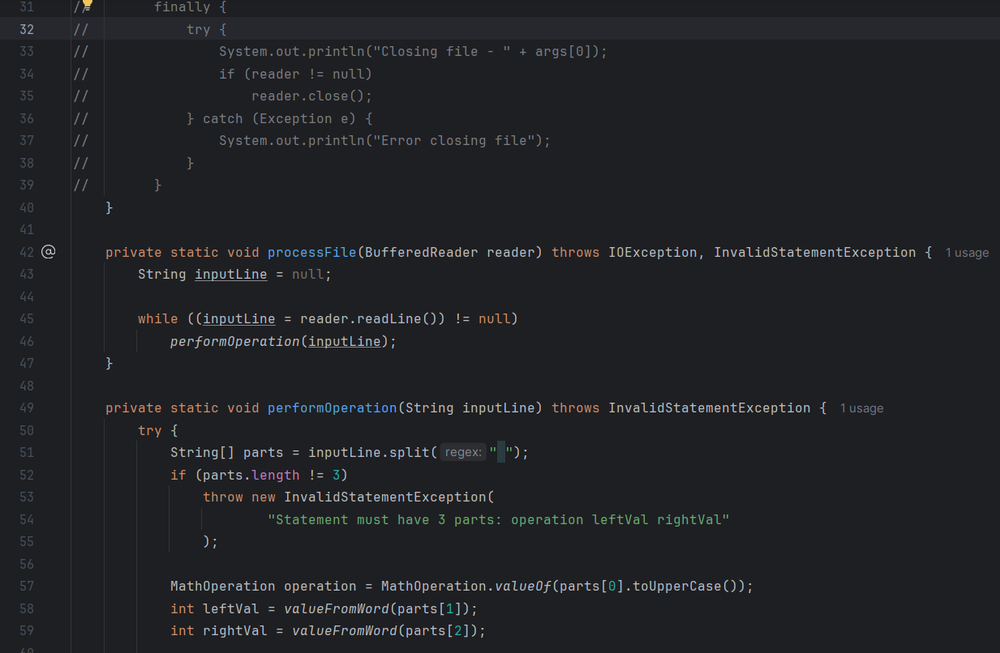 31 //        finally {
32 //            try {
33 //                System.out.println("Closing file - " + args[0]);
34 //                if (reader != null)
35 //                    reader.close();
36 //            } catch (Exception e) {
37 //                System.out.println("Error closing file");
38 //            }
39 //        }
40     }
41
42 @   private static void processFile(BufferedReader reader) throws IOException, InvalidStatementException { 1 usage
43         String inputLine = null;
44
45         while ((inputLine = reader.readLine()) != null)
46             performOperation(inputLine);
47     }
48
49     private static void performOperation(String inputLine) throws InvalidStatementException { 1 usage
50         try {
51             String[] parts = inputLine.split( regex: " ");
52             if (parts.length != 3)
53                 throw new InvalidStatementException(
54                         "Statement must have 3 parts: operation leftVal rightVal"
55                 );
56
57             MathOperation operation = MathOperation.valueOf(parts[0].toUpperCase());
58             int leftVal = valueFromWord(parts[1]);
59             int rightVal = valueFromWord(parts[2]);
60